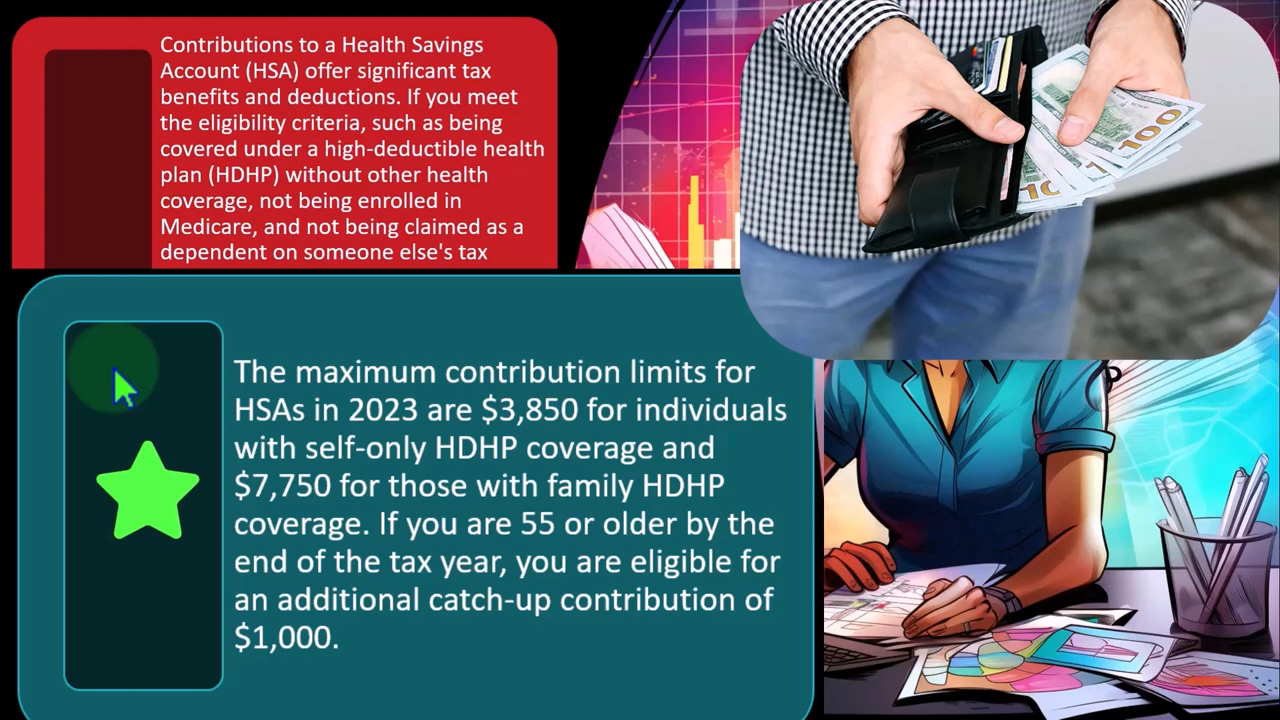 Contributions to a Health Savings
Account (HSA) offer significant tax
benefits and deductions. If you meet
the eligibility criteria, such as being
covered under a high-deductible health
plan (HDHP) without other health
coverage, not being enrolled in
Medicare, and not being claimed as a
dependent on someone else's tax
100
The maximum contribution limits for
HSAs in 2023 are $3,850 for individuals
with self-only HDHP coverage and
$7,750 for those with family HDHP
coverage. If you are 55 or older by the
end of the tax year, you are eligible for
an additional catch-up contribution of
$1,000.